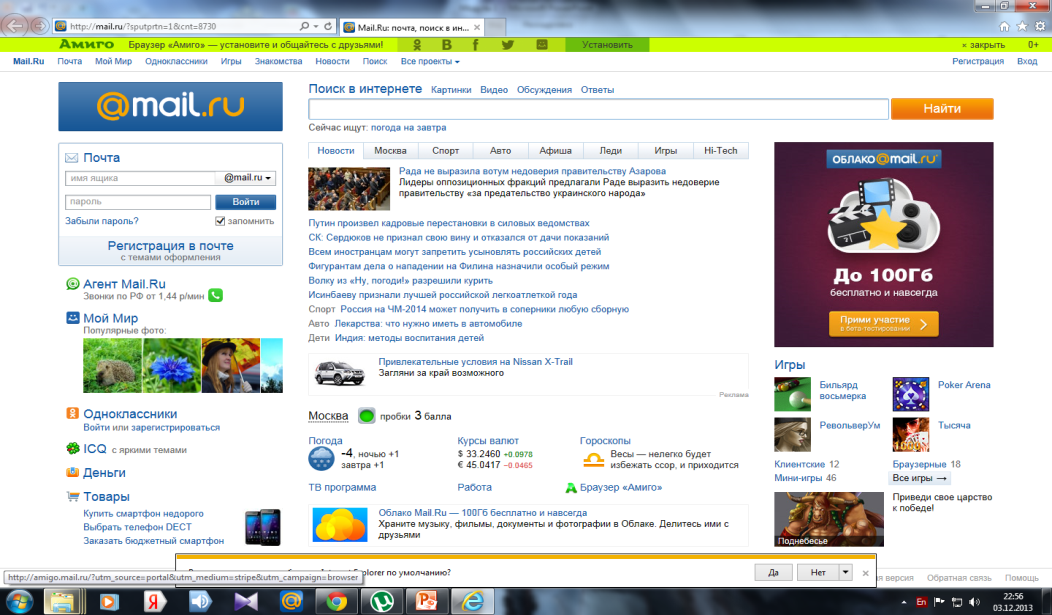 http://mail.ru/?sputprtn=1&cnt=8730
Mail.Ru: почта, поиск в ин...
Амиго Браузер «Амиго» — установите и общайтесь с друзьями! Установить × закрыть 0+
Mail.Ru Почта Мой Мир Одноклассники Игры Знакомства Новости Поиск Все проекты Регистрация Вход
@mail.ru
Почта
имя ящика @mail.ru
пароль Войти
Забыли пароль? запомнить
Регистрация в почте
с темами оформления
Агент Mail.Ru
Звонки по РФ от 1,44 р/мин
Мой Мир
Популярные фото:
Одноклассники
Войти или зарегистрироваться
ICQ с яркими темами
Деньги
Товары
Купить смартфон недорого
Выбрать телефон DECT
Заказать бюджетный смартфон
Поиск в интернете Картинки Видео Обсуждения Ответы
Найти
Сейчас ищут: погода на завтра
Новости Москва Спорт Авто Афиша Леди Игры Hi-Tech
Рада не выразила вотум недоверия правительству Азарова
Лидеры оппозиционных фракций предлагали Раде выразить недоверие
правительству «за предательство украинского народа»
Путин произвел кадровые перестановки в силовых ведомствах
СК: Сердюков не признал свою вину и отказался от дачи показаний
Всем иностранцам могут запретить усыновлять российских детей
Фигурантам дела о нападении на Филина назначили особый режим
Волку из «Ну, погоди!» разрешили курить
Исинбаеву признали лучшей российской легкоатлеткой года
Спорт Россия на ЧМ-2014 может получить в соперники любую сборную
Авто Лекарства: что нужно иметь в автомобиле
Дети Индия: методы воспитания детей
Привлекательные условия на Nissan X-Trail
Загляни за край возможного
Реклама
Москва пробки 3 балла
Погода
-4, ночью +1
завтра +1
Курсы валют
$ 33.2460 +0.0978
€ 45.0417 -0.0465
Гороскопы
Весы — нелегко будет
избежать ссор, и приходится
ТВ программа Работа Браузер «Амиго»
Облако Mail.Ru — 100Гб бесплатно и навсегда
Храните музыку, фильмы, документы и фотографии в Облаке. Делитесь ими с
друзьями
ОБЛАКО@mail.ru
До 100Гб
бесплатно и навсегда
Прими участие
в бета-тестировании
Игры
Бильярд
восьмерка
Poker Arena
РевольверУм
Тысяча
1000
Клиентские 12 Браузерные 18
Мини-игры 46 Все игры →
Поднебесье
Приведи свое царство
к победе!
Explorer по умолчанию? Да Нет ×
http://amigo.mail.ru/?utm_source=portal&utm_medium=stripe&utm_campaign=browser
версия Обратная связь Помощь
En 22:56
03.12.2013